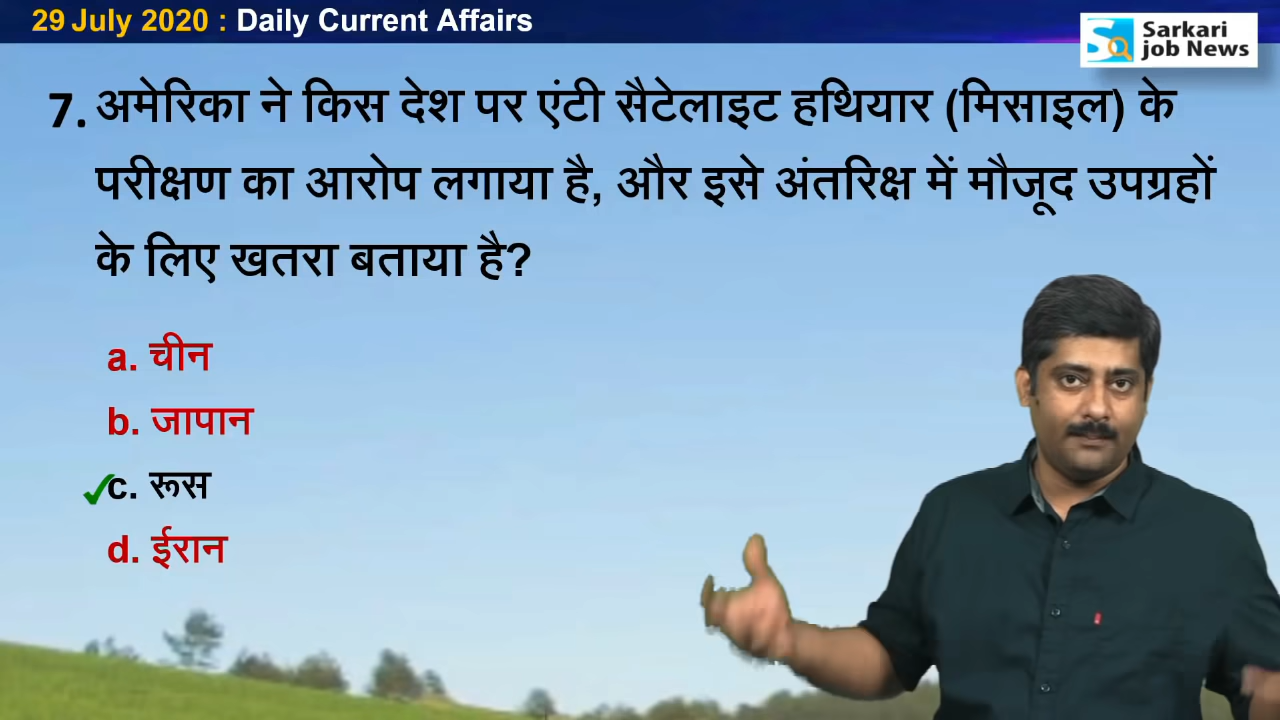 29 July 2020 : Daily Current Affairs
Sarkari
job News
7. अमेरिका ने किस देश पर एंटी सैटेलाइट हथियार (मिसाइल) के
परीक्षण का आरोप लगाया है, और इसे अंतरिक्ष में मौजूद उपग्रहों
के लिए खतरा बताया है?
a. चीन
b. जापान
c. रूस
d. ईरान